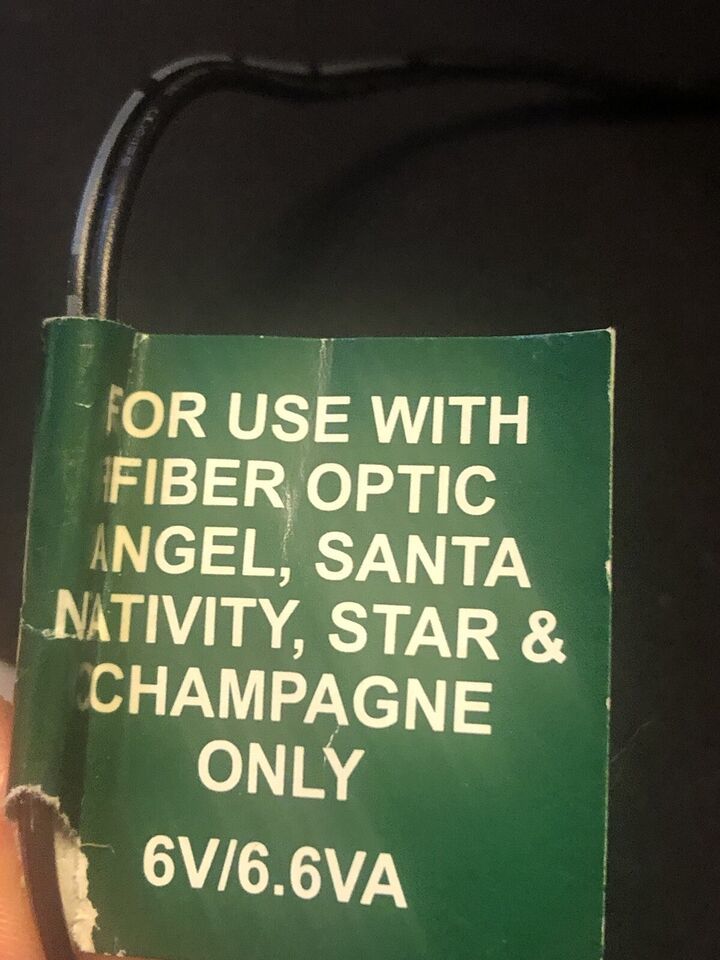 FOR USE WITH
FIBER OPTIC
ANGEL, SANTA
NATIVITY, STAR &
CHAMPAGNE
ONLY
6V/6.6VA